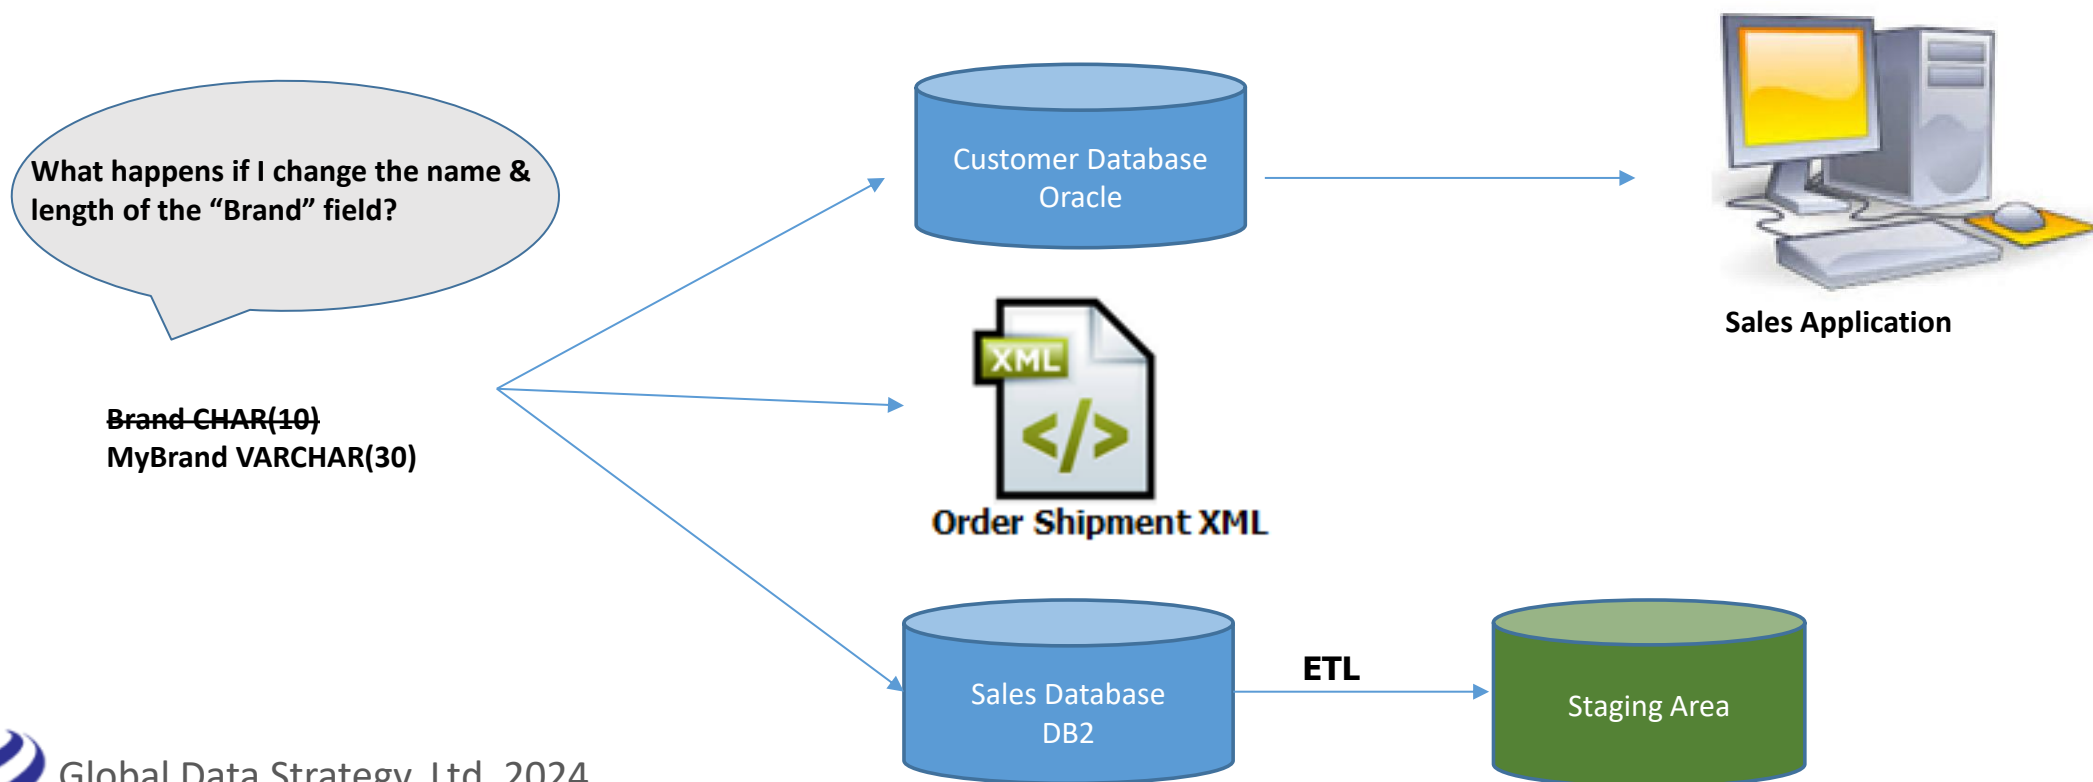 What happens if I change the name &
length of the “Brand” field?
Brand CHAR(10)
MyBrand VARCHAR(30)
Customer Database
Oracle
Sales Application
XML
</>
Order Shipment XML
Sales Database
DB2
ETL
Staging Area
Global Data Strategy, Ltd. 2024